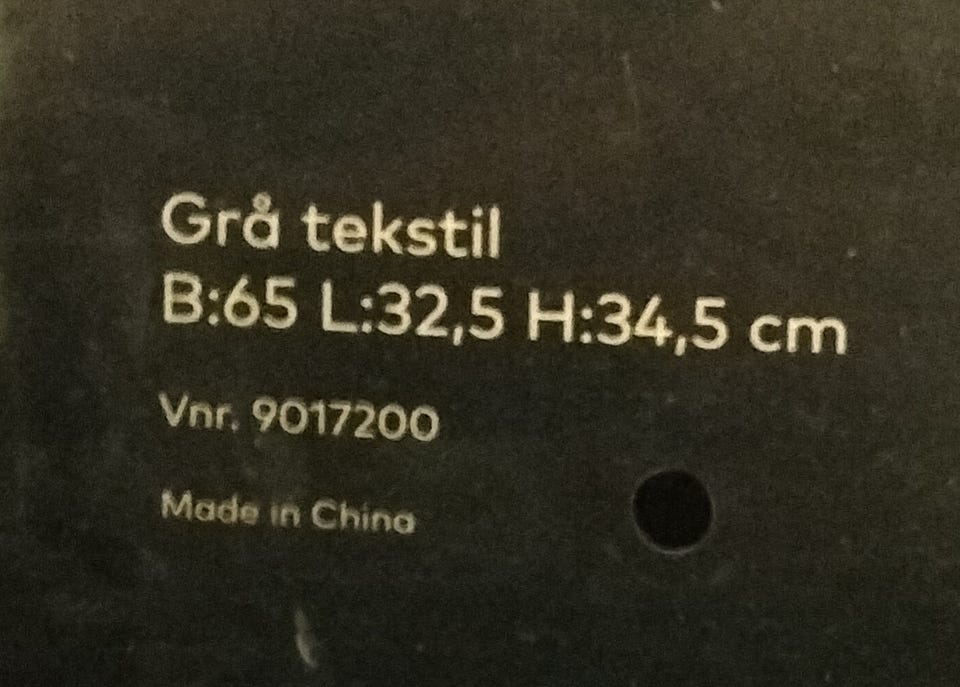 Grå tekstil
B:65 L:32,5 H:34,5 cm
Vnr. 9017200
Made in China